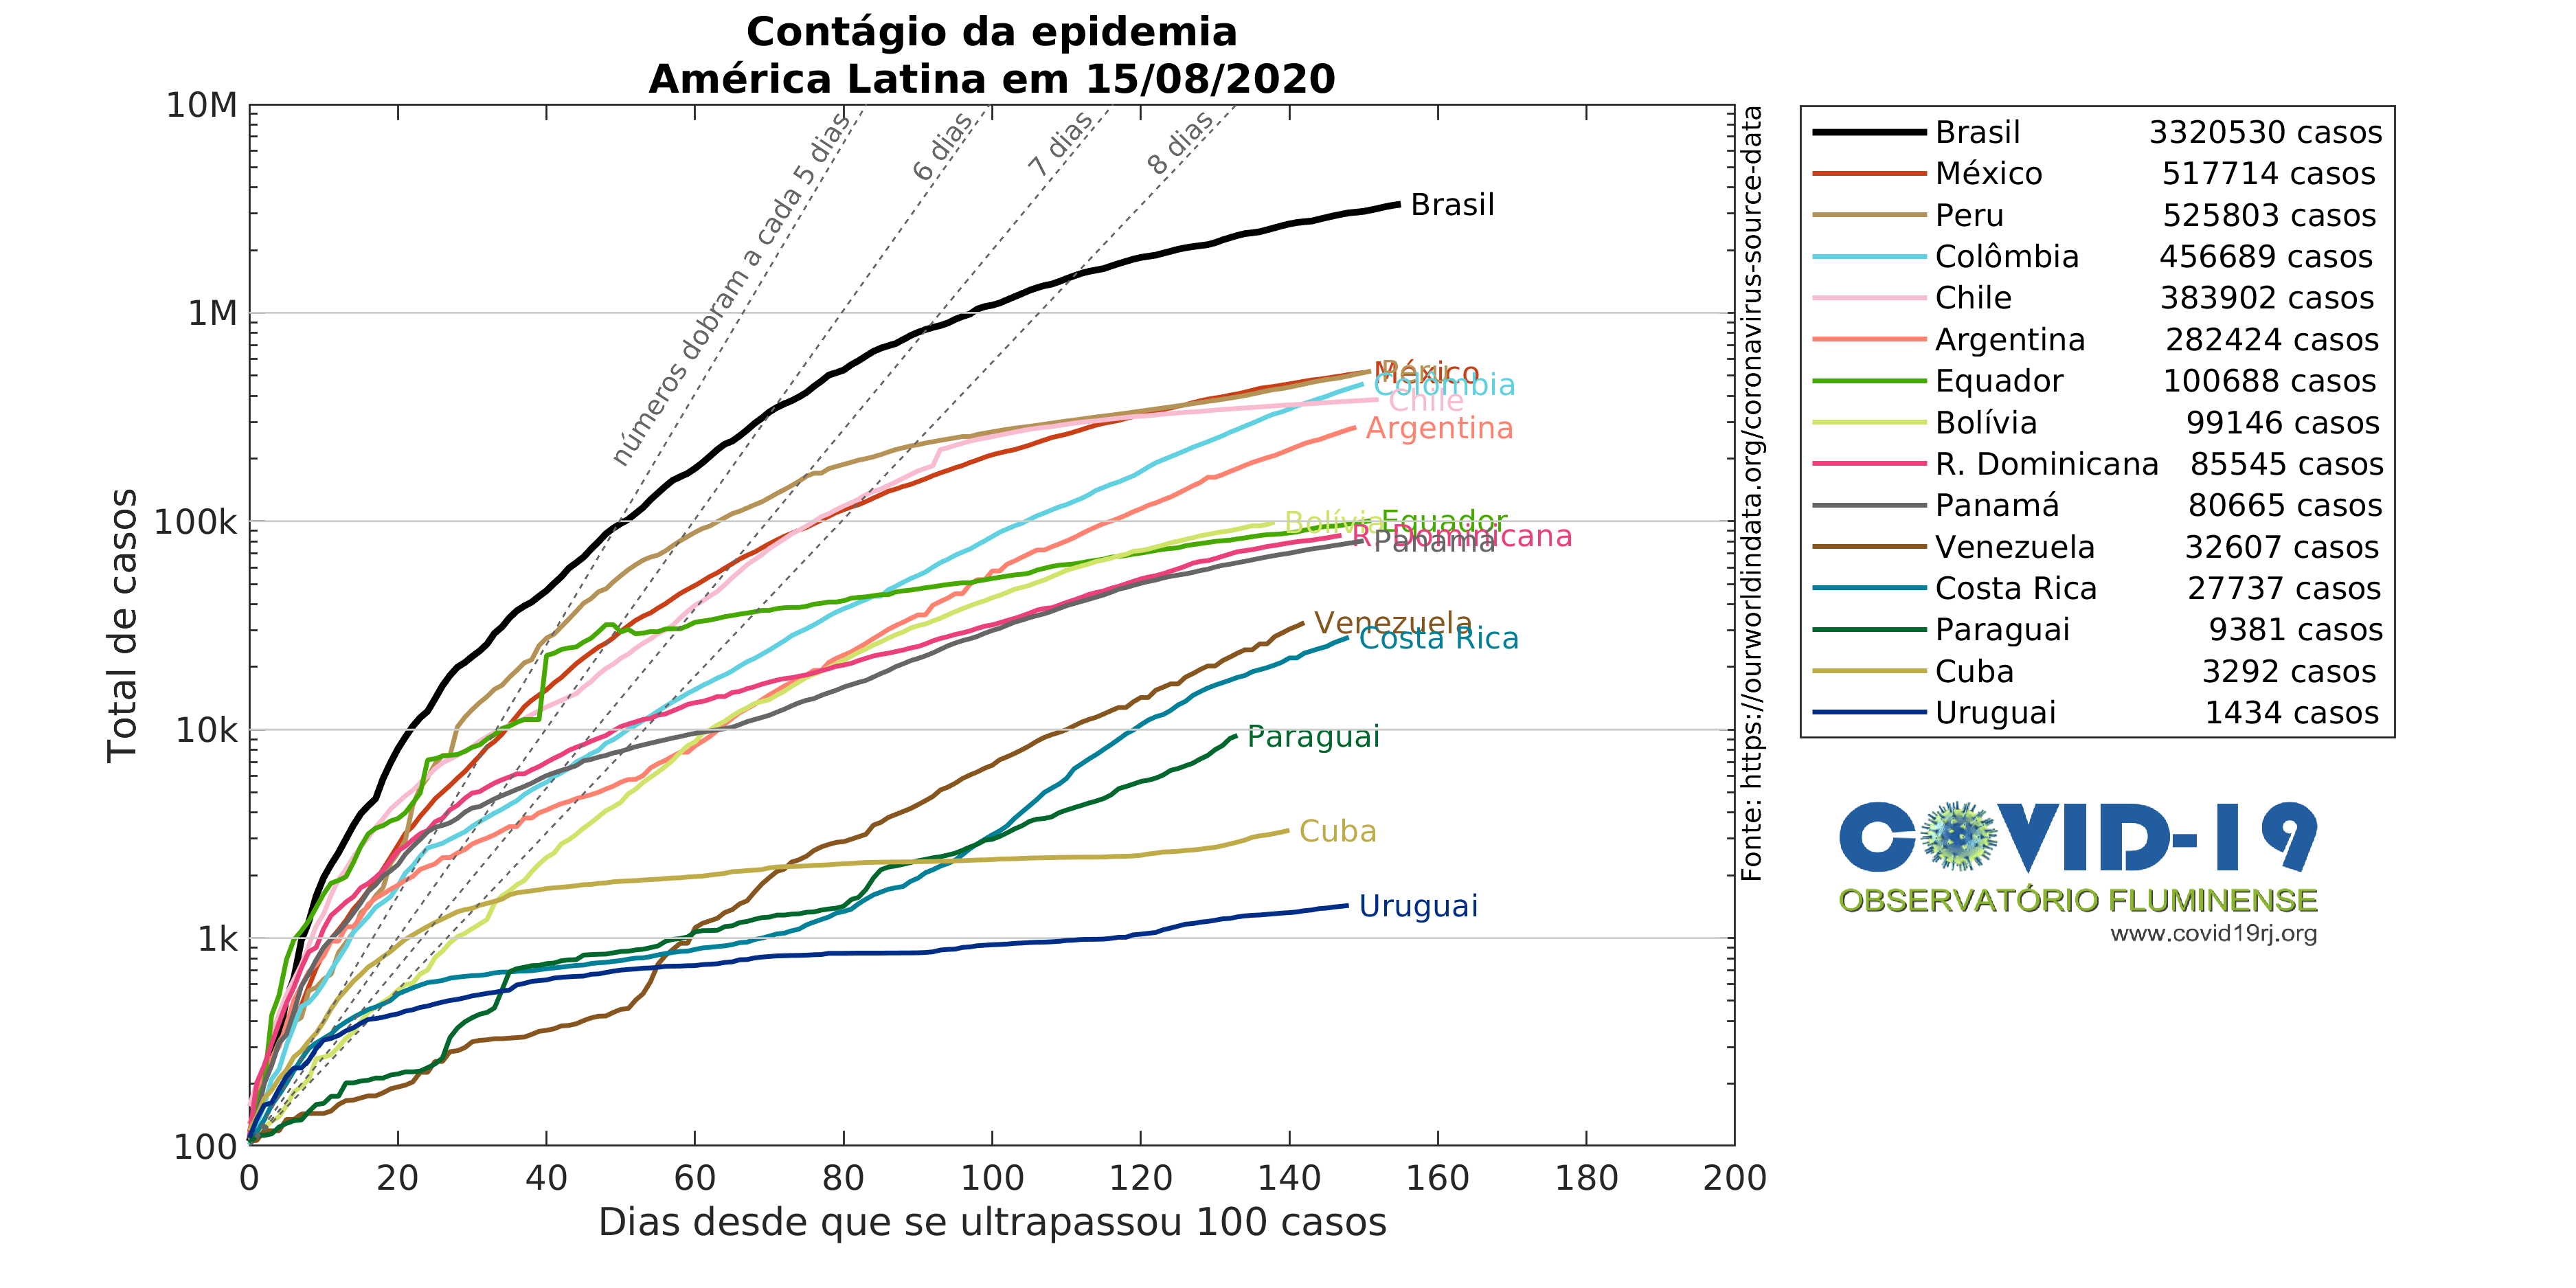 Contágio da epidemia
América Latina em 15/08/2020
Total de casos
10M
1M
100k
10k
1k
100
0 20 40 60 80 100 120 140 160 180 200
Dias desde que se ultrapassou 100 casos
números dobram a cada 5 dias
6 dias
7 dias
8 dias
Brasil
México
Peru
Colômbia
Chile
Argentina
Bolívia
Equador
R. Dominicana
Panamá
Venezuela
Costa Rica
Paraguai
Cuba
Uruguai
Fonte: https://ourworldindata.org/coronavirus-source-data
Brasil 3320530 casos
México 517714 casos
Peru 525803 casos
Colômbia 456689 casos
Chile 383902 casos
Argentina 282424 casos
Equador 100688 casos
Bolívia 99146 casos
R. Dominicana 85545 casos
Panamá 80665 casos
Venezuela 32607 casos
Costa Rica 27737 casos
Paraguai 9381 casos
Cuba 3292 casos
Uruguai 1434 casos
COVID-19
OBSERVATÓRIO FLUMINENSE
www.covid19rj.org